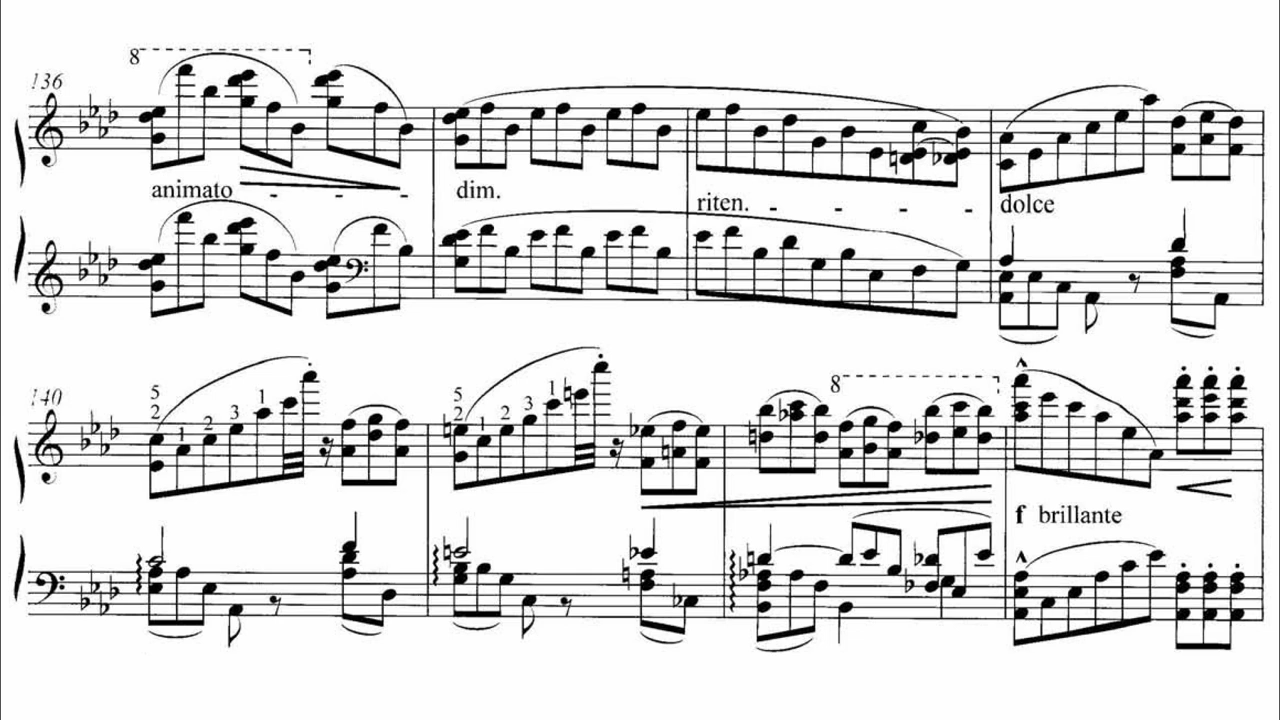 8
136
animato
dim.
riten.
dolce
140
5
2 1 2 3 1
5
2 1 2 3 1
8
f brillante